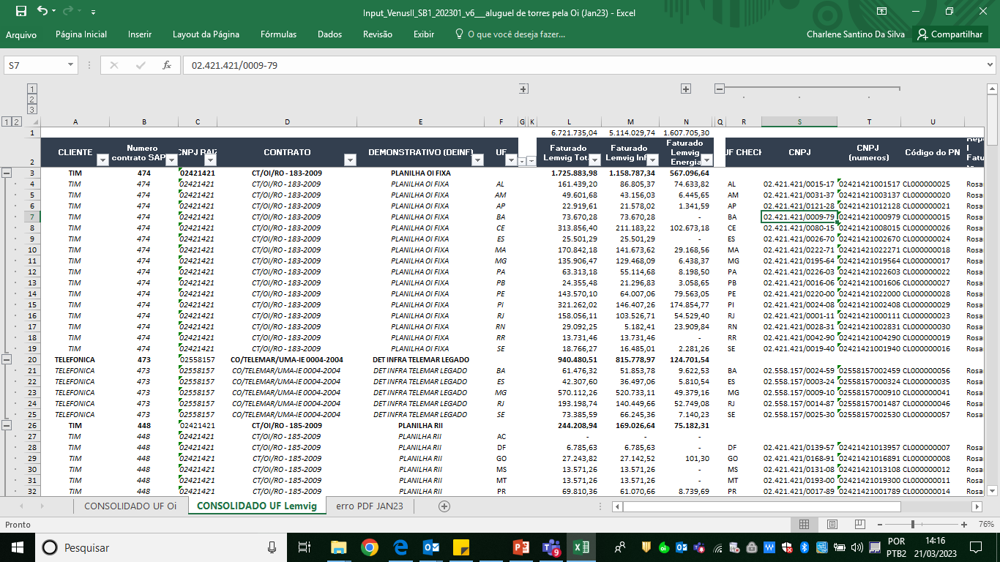 Input_VenusII_SB1_202301_v6___aluguel de torres pela Oi (Jan23) - Excel
Arquivo Página Inicial Inserir Layout da Página Fórmulas Dados Revisão Exibir O que você deseja fazer... Charlene Santino Da Silva Compartilhar
S7 fx 02.421.421/0009-79
1
2
3
1 2 A B C D E F G K L M N Q R S T U
1 6.721.735,04 5.114.029,74 1.607.705,30
2 CLIENTE Numero contrato SAP CNPJ RAIZ CONTRATO DEMONSTRATIVO (DEINF) UF Faturado Lemvig Tot Faturado Lemvig Inf Faturado Lemvig Energia UF CHECK CNPJ CNPJ (numeros) Código do PN
3 TIM 474 02421421 CT/OI/RO - 183-2009 PLANILHA OI FIXA 1.725.883,98 1.158.787,34 567.096,64
4 TIM 474 02421421 CT/OI/RO - 183-2009 PLANILHA OI FIXA AL 161.439,20 86.805,37 74.633,82 AL 02.421.421/0015-17 02421421001517 CL000000025 Rosa
5 TIM 474 02421421 CT/OI/RO - 183-2009 PLANILHA OI FIXA AM 49.601,68 43.156,03 6.445,65 AM 02.421.421/0031-37 02421421003137 CL000000020 Rosa
6 TIM 474 02421421 CT/OI/RO - 183-2009 PLANILHA OI FIXA AP 22.919,61 21.578,02 1.341,59 AP 02.421.421/0121-28 02421421012128 CL000000021 Rosa
7 TIM 474 02421421 CT/OI/RO - 183-2009 PLANILHA OI FIXA BA 73.670,28 73.670,28 - BA 02.421.421/0009-79 02421421000979 CL000000015 Rosa
8 TIM 474 02421421 CT/OI/RO - 183-2009 PLANILHA OI FIXA CE 313.856,40 211.183,22 102.673,18 CE 02.421.421/0080-15 02421421008015 CL000000026 Rosa
9 TIM 474 02421421 CT/OI/RO - 183-2009 PLANILHA OI FIXA ES 25.501,29 25.501,29 - ES 02.421.421/0026-70 02421421002670 CL000000024 Rosa
10 TIM 474 02421421 CT/OI/RO - 183-2009 PLANILHA OI FIXA MA 170.842,18 141.673,62 29.168,56 MA 02.421.421/0222-71 02421421022271 CL000000018 Rosa
11 TIM 474 02421421 CT/OI/RO - 183-2009 PLANILHA OI FIXA MG 135.906,47 129.468,09 6.438,37 MG 02.421.421/0195-64 02421421019564 CL000000017 Rosa
12 TIM 474 02421421 CT/OI/RO - 183-2009 PLANILHA OI FIXA PA 63.313,18 55.114,68 8.198,50 PA 02.421.421/0226-03 02421421022603 CL000000022 Rosa
13 TIM 474 02421421 CT/OI/RO - 183-2009 PLANILHA OI FIXA PB 24.355,48 21.296,83 3.058,65 PB 02.421.421/0016-06 02421421001606 CL000000027 Rosa
14 TIM 474 02421421 CT/OI/RO - 183-2009 PLANILHA OI FIXA PE 143.570,10 64.007,06 79.563,05 PE 02.421.421/0220-00 02421421022000 CL000000028 Rosa
15 TIM 474 02421421 CT/OI/RO - 183-2009 PLANILHA OI FIXA PI 321.262,02 146.407,26 174.854,77 PI 02.421.421/0024-08 02421421002408 CL000000029 Rosa
16 TIM 474 02421421 CT/OI/RO - 183-2009 PLANILHA OI FIXA RJ 158.056,11 103.526,71 54.529,40 RJ 02.421.421/0001-11 02421421000111 CL000000023 Rosa
17 TIM 474 02421421 CT/OI/RO - 183-2009 PLANILHA OI FIXA RN 29.092,25 5.182,41 23.909,84 RN 02.421.421/0028-31 02421421002831 CL000000030 Rosa
18 TIM 474 02421421 CT/OI/RO - 183-2009 PLANILHA OI FIXA RR 13.731,46 13.731,46 - RR 02.421.421/0042-90 02421421004290 CL000000019 Rosa
19 TIM 474 02421421 CT/OI/RO - 183-2009 PLANILHA OI FIXA SE 18.766,27 16.485,01 2.281,26 SE 02.421.421/0019-40 02421421001940 CL000000016 Rosa
20 TELEFONICA 473 02558157 CO/TELEMAR/UMA-IE 0004-2004 DET INFRA TELEMAR LEGADO 940.480,51 815.778,97 124.701,54
21 TELEFONICA 473 02558157 CO/TELEMAR/UMA-IE 0004-2004 DET INFRA TELEMAR LEGADO BA 61.476,32 51.853,78 9.622,53 BA 02.558.157/0024-59 02558157002459 CL000000056 Rosa
22 TELEFONICA 473 02558157 CO/TELEMAR/UMA-IE 0004-2004 DET INFRA TELEMAR LEGADO ES 42.307,60 36.497,06 5.810,54 ES 02.558.157/0003-24 02558157000324 CL000000035 Rosa
23 TELEFONICA 473 02558157 CO/TELEMAR/UMA-IE 0004-2004 DET INFRA TELEMAR LEGADO MG 570.112,26 520.733,11 49.379,16 MG 02.558.157/0009-10 02558157000910 CL000000041 Rosa
24 TELEFONICA 473 02558157 CO/TELEMAR/UMA-IE 0004-2004 DET INFRA TELEMAR LEGADO RJ 193.198,74 140.449,66 52.749,08 RJ 02.558.157/0014-87 02558157001487 CL000000046 Rosa
25 TELEFONICA 473 02558157 CO/TELEMAR/UMA-IE 0004-2004 DET INFRA TELEMAR LEGADO SE 73.385,59 66.245,36 7.140,23 SE 02.558.157/0025-30 02558157002530 CL000000057 Rosa
26 TIM 448 02421421 CT/OI/RO - 185-2009 PLANILHA RII 244.208,94 169.026,64 75.182,31
27 TIM 448 02421421 CT/OI/RO - 185-2009 PLANILHA RII AC - - -
28 TIM 448 02421421 CT/OI/RO - 185-2009 PLANILHA RII DF 6.785,63 6.785,63 - DF 02.421.421/0139-57 02421421013957 CL000000007 Rosa
29 TIM 448 02421421 CT/OI/RO - 185-2009 PLANILHA RII GO 27.243,82 27.142,52 101,30 GO 02.421.421/0168-91 02421421016891 CL000000008 Rosa
30 TIM 448 02421421 CT/OI/RO - 185-2009 PLANILHA RII MS 13.571,26 13.571,26 - MS 02.421.421/0131-08 02421421013108 CL000000012 Rosa
31 TIM 448 02421421 CT/OI/RO - 185-2009 PLANILHA RII MT 13.571,26 13.571,26 - MT 02.421.421/0193-00 02421421019300 CL000000011 Rosa
32 TIM 448 02421421 CT/OI/RO - 185-2009 PLANILHA RII PR 69.810,36 61.070,66 8.739,69 PR 02.421.421/0017-89 02421421001789 CL000000014 Rosa
CONSOLIDADO UF Oi CONSOLIDADO UF Lemvig erro PDF JAN23
Pronto 76%
Pesquisar POR 14:16
PTB2 21/03/2023